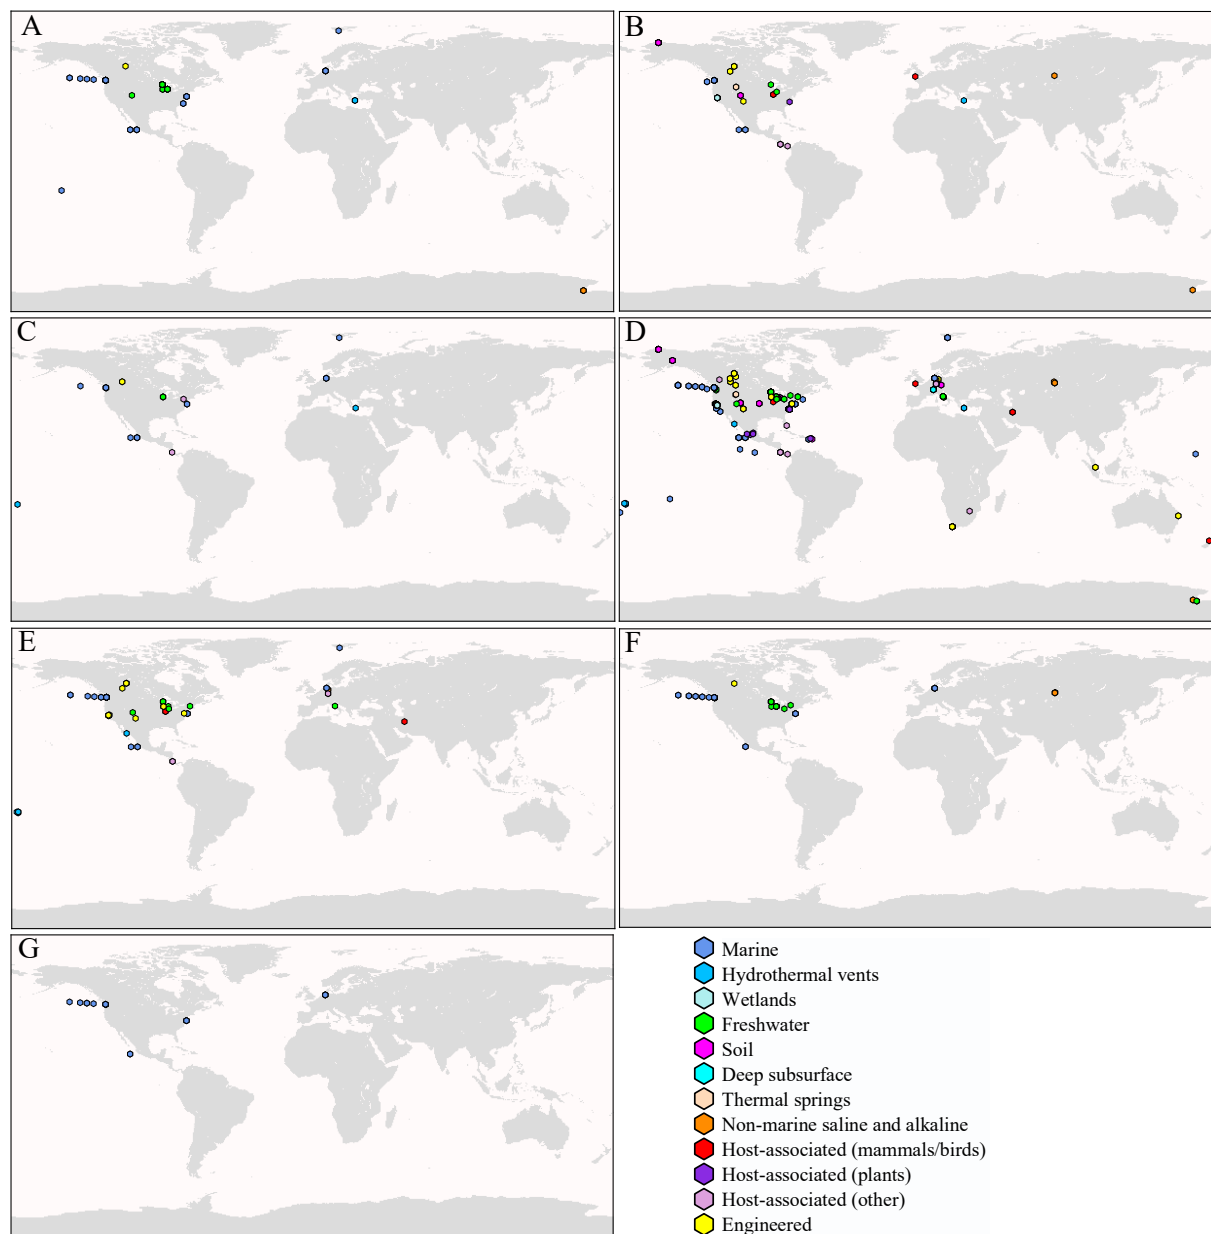 A
B
C
D
E
F
G
Marine
Hydrothermal vents
Wetlands
Freshwater
Soil
Deep subsurface
Thermal springs
Non-marine saline and alkaline
Host-associated (mammals/birds)
Host-associated (plants)
Host-associated (other)
Engineered